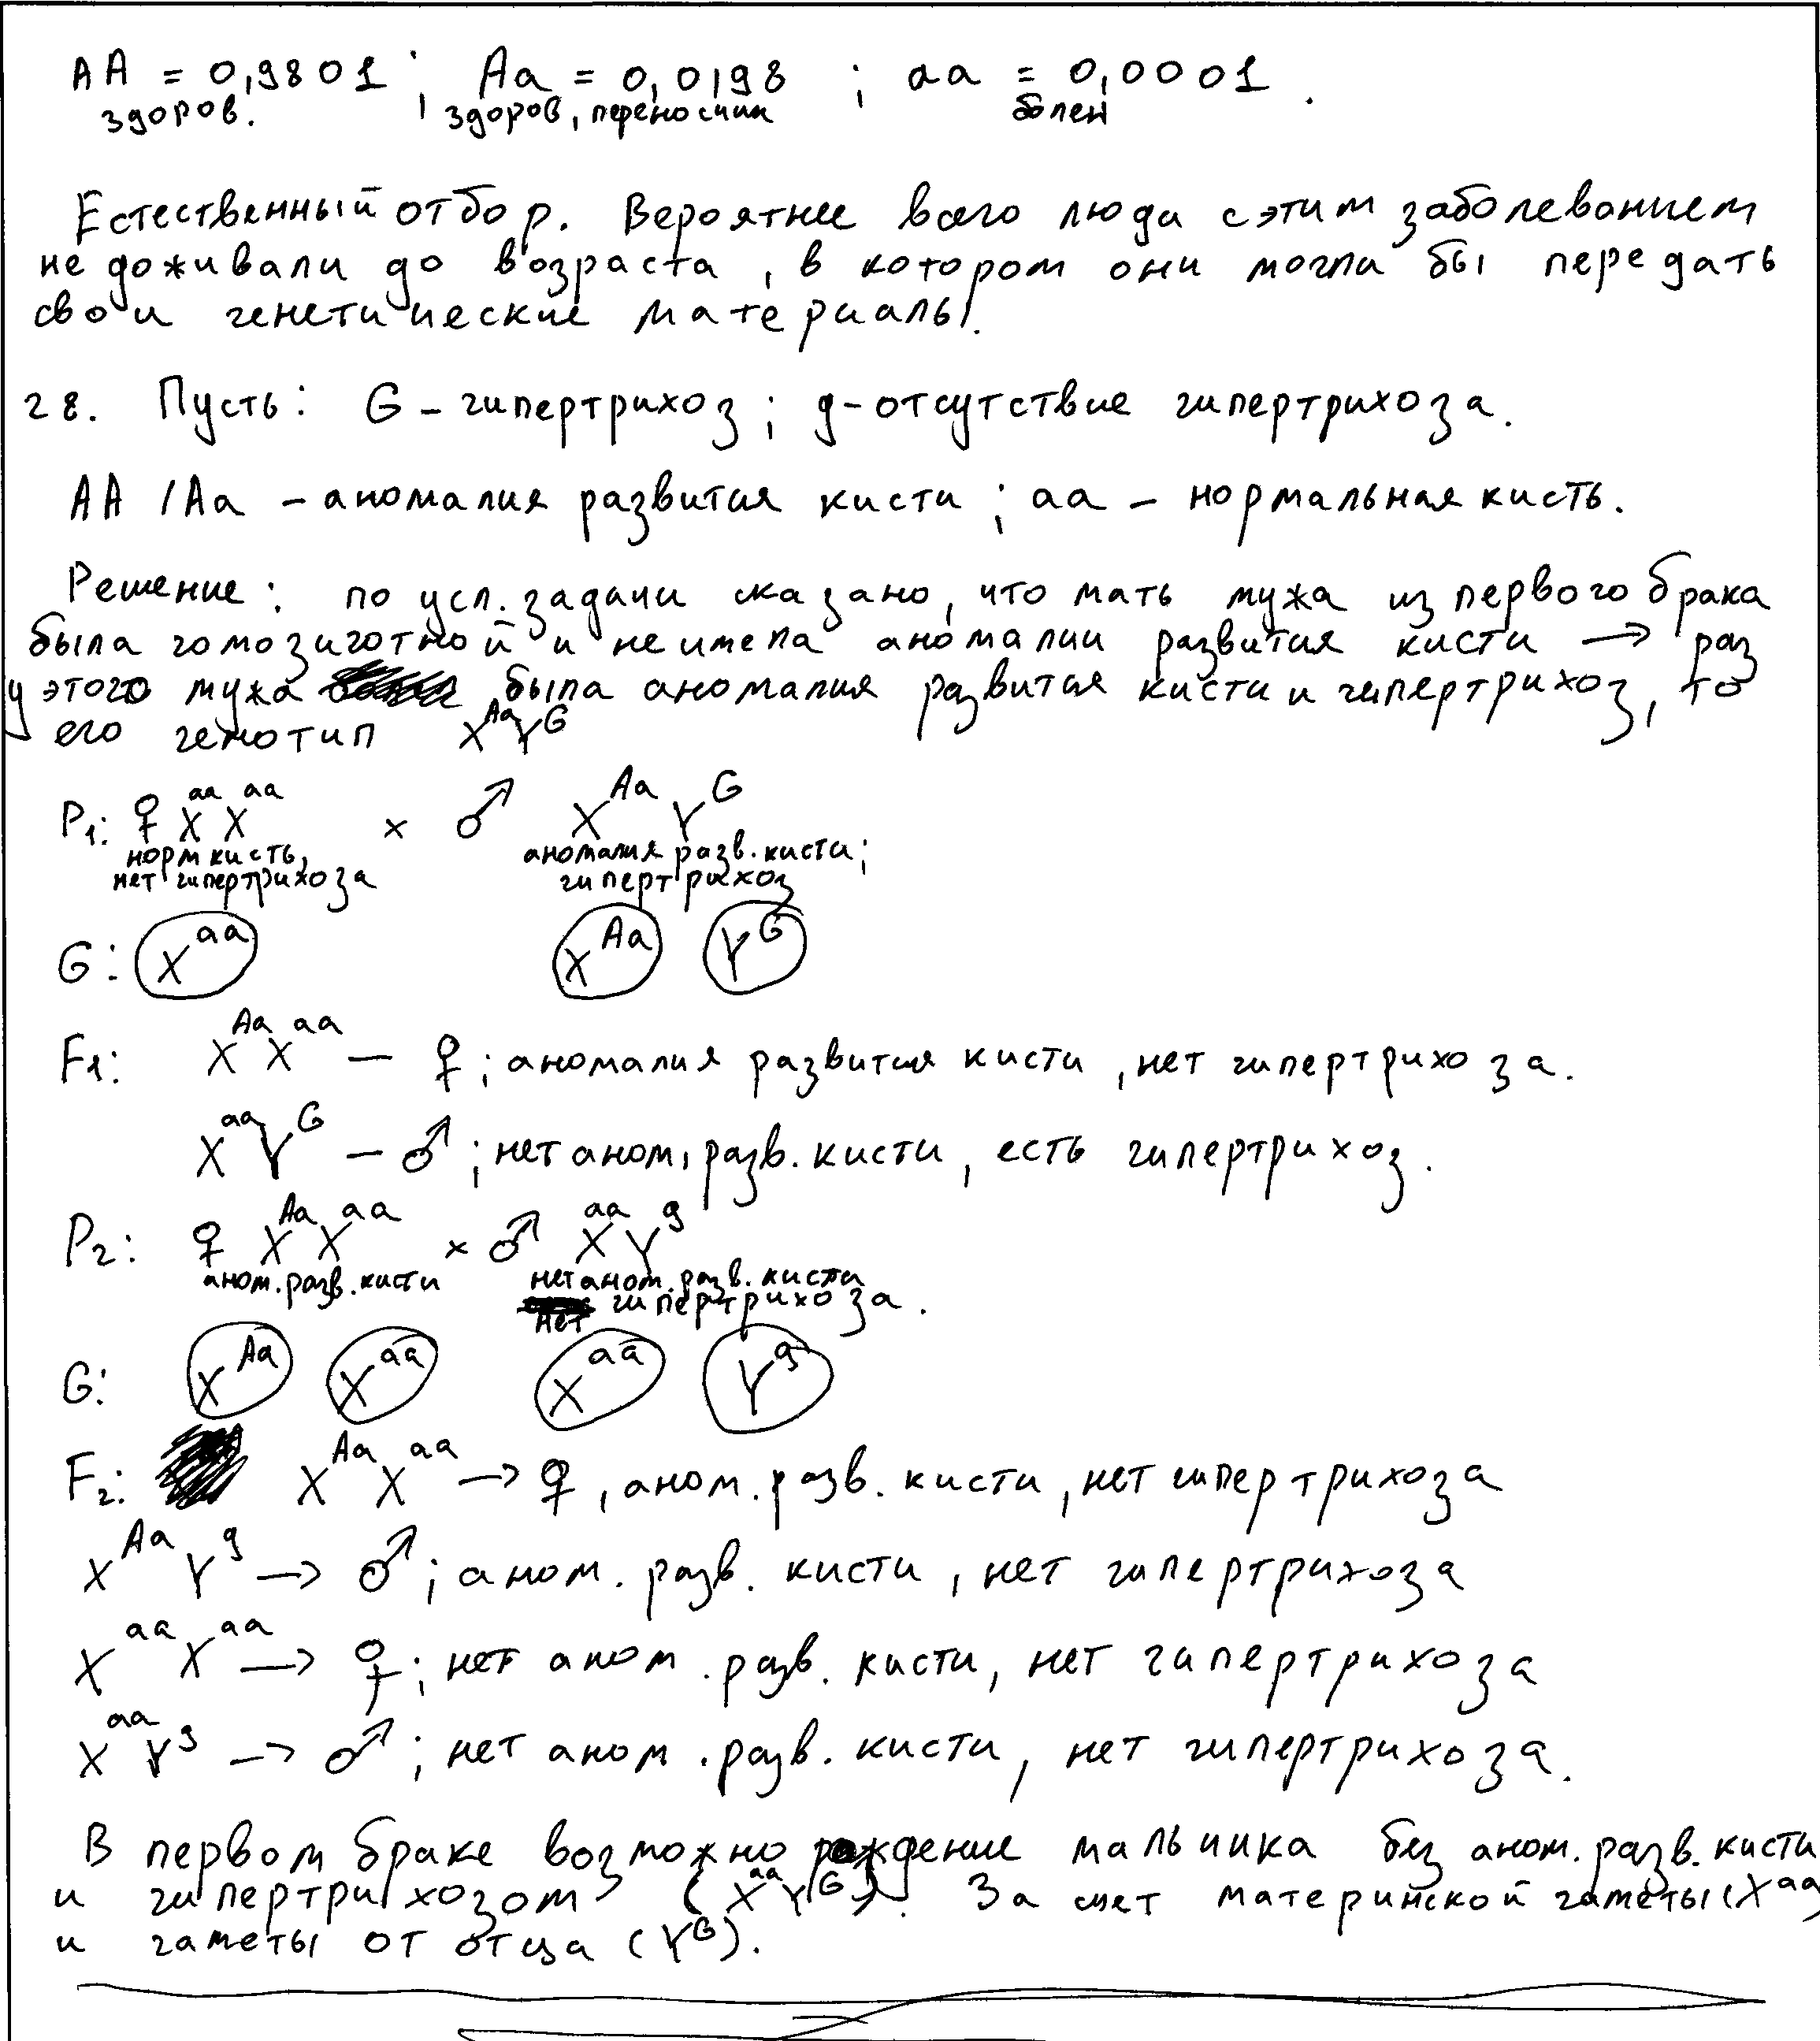 AA = 0,9801 ; Aa = 0,0198 ; aa = 0,0001.
здоров. здоров, переносчик болен
Естественный отбор. Вероятнее всего люди с этим заболеванием
не доживали до возраста, в котором они могли бы передать
свои генетические материалы.
28. Пусть: G – гипертрихоз; g – отсутствие гипертрихоза.
AA / Aa – аномалия развития кисти; aa – нормальная кисть.
Решение: по усл. задачи сказано, что мать мужа из первого брака
была гомозиготной и не имела аномалии развития кисти → раз
у этого мужа была аномалия развития кисти и гипертрихоз, то
его генотип X^Aa Y^G
P1: ♀ X^aa X^aa × ♂ X^Aa Y^G
норм кисть, аномалия разв. кисти;
нет гипертрихоза гипертрихоз
G: X^aa X^Aa Y^G
F1: X^Aa X^aa — ♀; аномалия развития кисти, нет гипертрихоза.
X^aa Y^G – ♂; нет аном, разв. кисти, есть гипертрихоз.
P2: ♀ X^Aa X^aa × ♂ X^aa Y^g
аном. разв. кисти нет аном. разв. кисти
нет гипертрихоза.
G: X^Aa X^aa X^aa Y^g
F2: X^Aa X^aa → ♀, аном. разв. кисти, нет гипертрихоза
X^Aa Y^g → ♂; аном. разв. кисти, нет гипертрихоза
X^aa X^aa → ♀; нет аном. разв. кисти, нет гипертрихоза
X^aa Y^g → ♂; нет аном. разв. кисти, нет гипертрихоза.
В первом браке возможно рождение мальчика без аном. разв. кисти
и гипертрихозом (X^aa Y^G). За счет материнской гаметы (X^aa)
и гаметы от отца (Y^G).